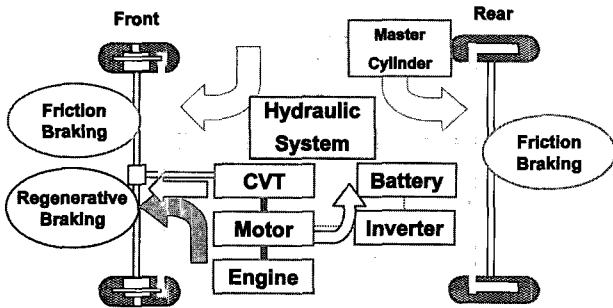 Front
Rear
Master
Cylinder
Friction
Braking
Hydraulic
System
Friction
Braking
CVT
Battery
Regenerative
Braking
Motor
Inverter
Engine